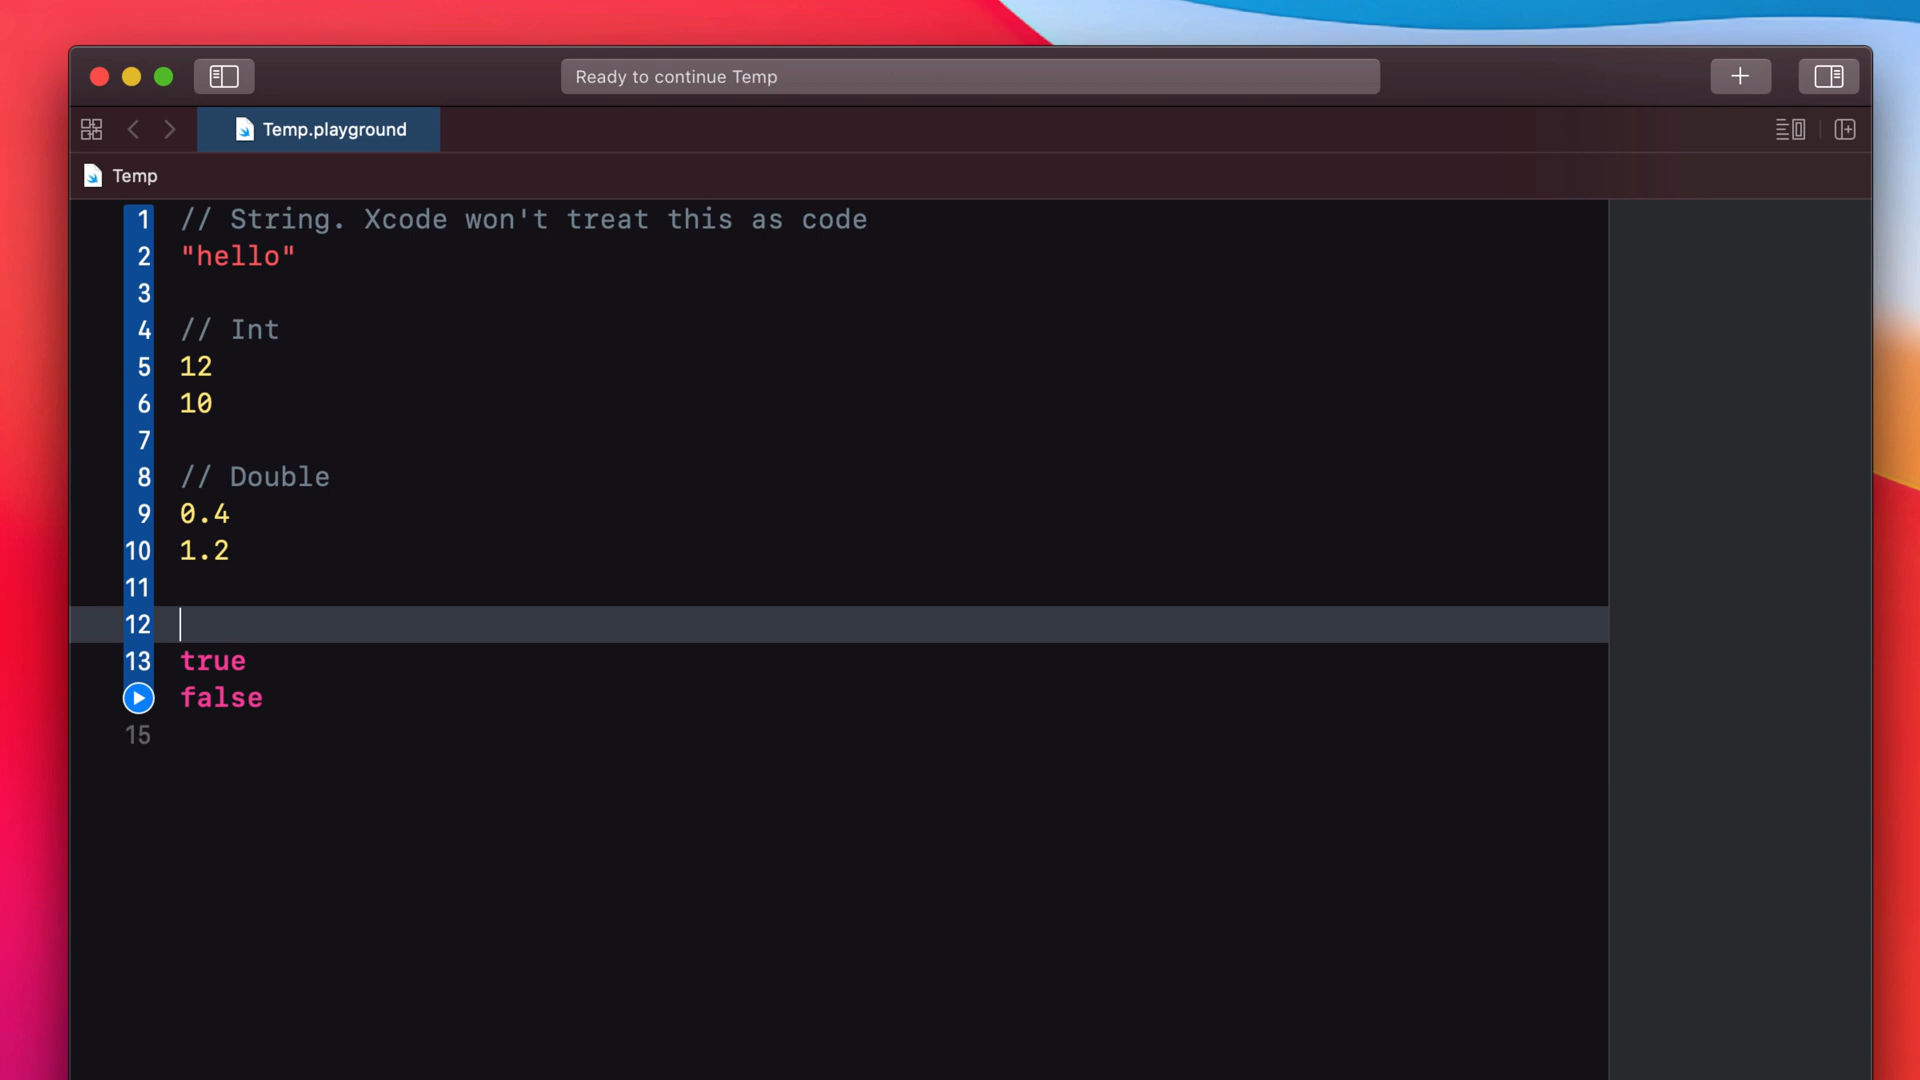 Ready to continue Temp
Temp.playground
Temp
1 // String. Xcode won't treat this as code
2 "hello"
3
4 // Int
5 12
6 10
7
8 // Double
9 0.4
10 1.2
11
12
13 true
false
15